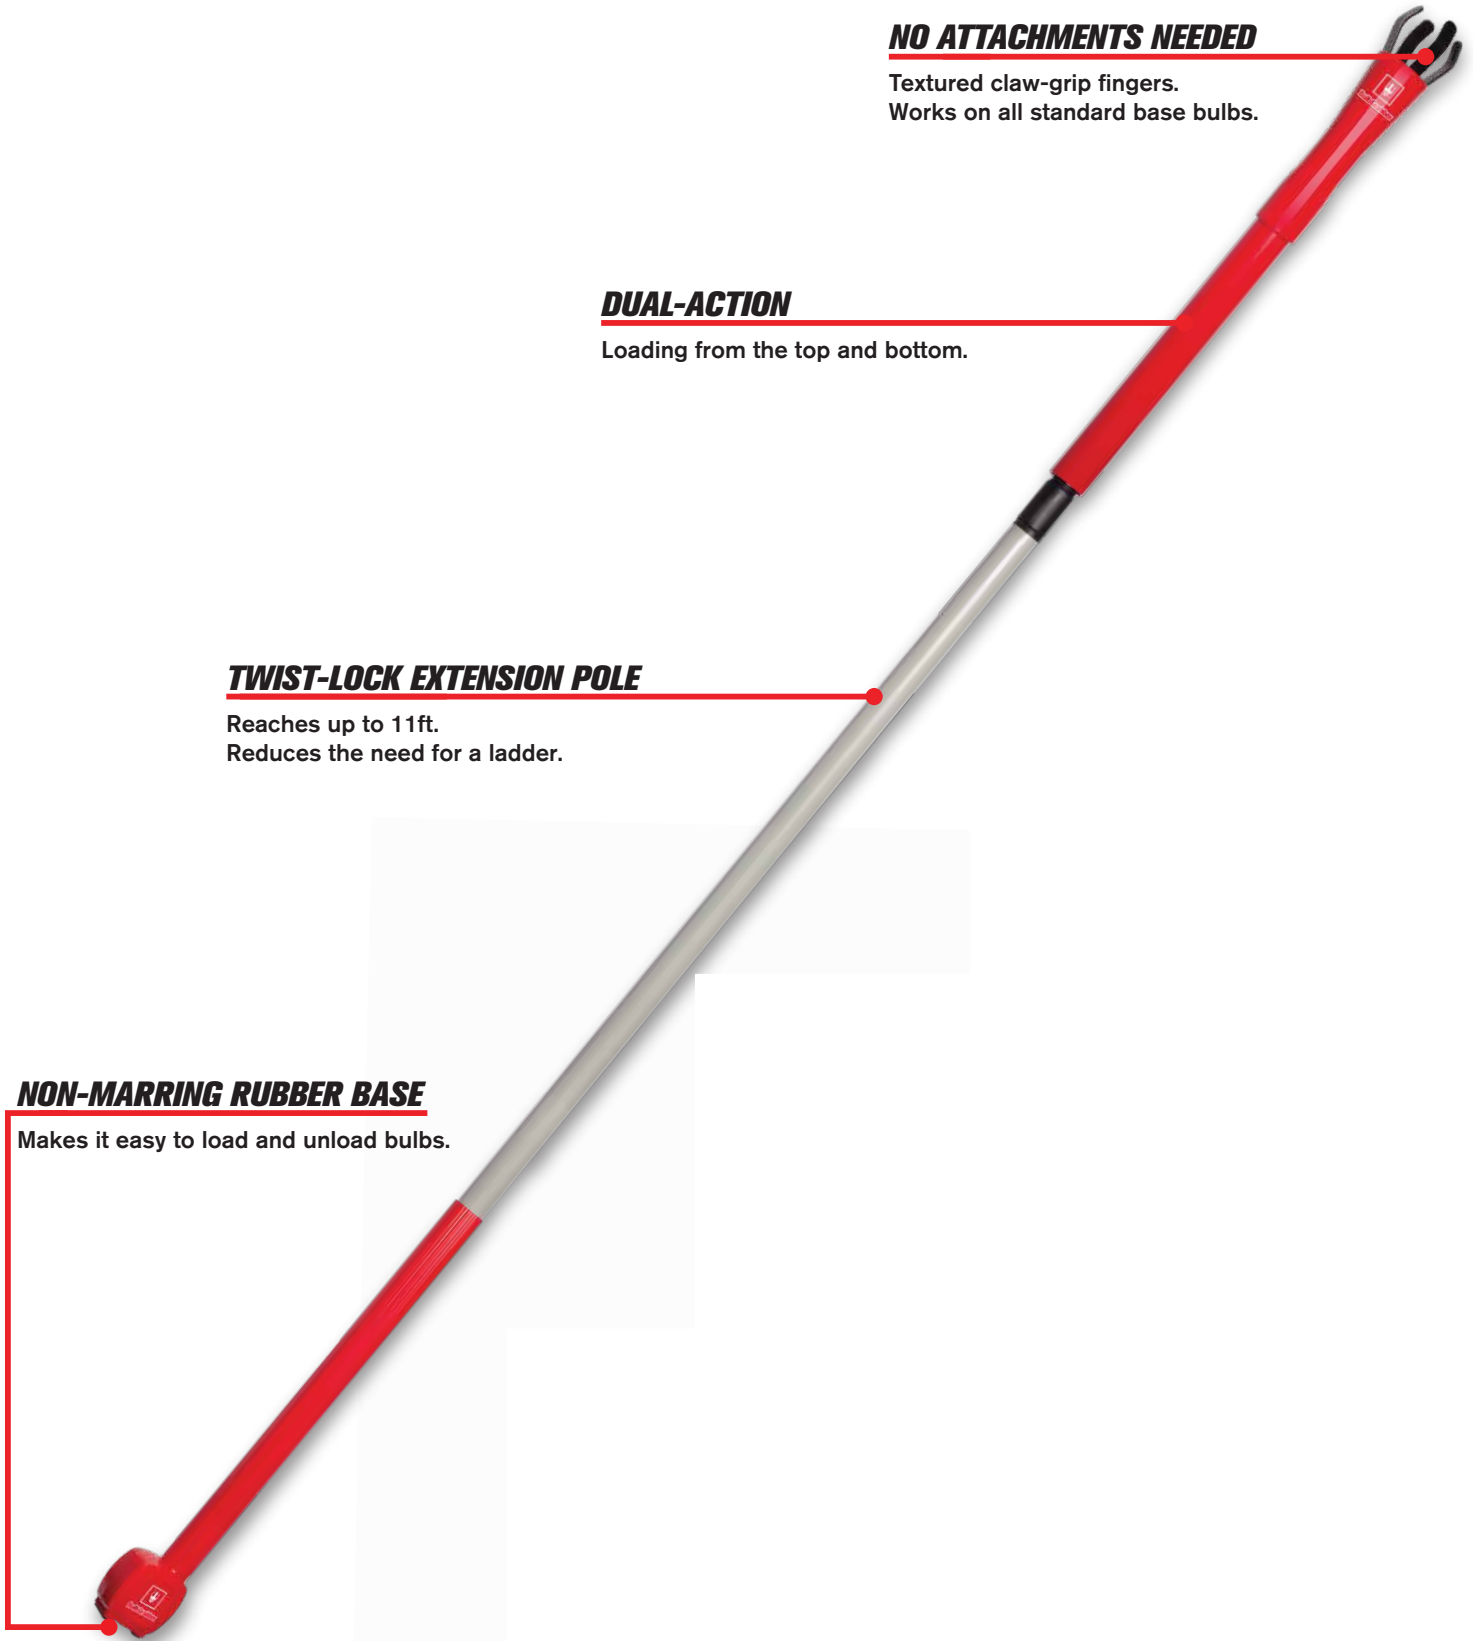 NO ATTACHMENTS NEEDED
Textured claw-grip fingers.
Works on all standard base bulbs.
DUAL-ACTION
Loading from the top and bottom.
TWIST-LOCK EXTENSION POLE
Reaches up to 11ft.
Reduces the need for a ladder.
NON-MARRING RUBBER BASE
Makes it easy to load and unload bulbs.